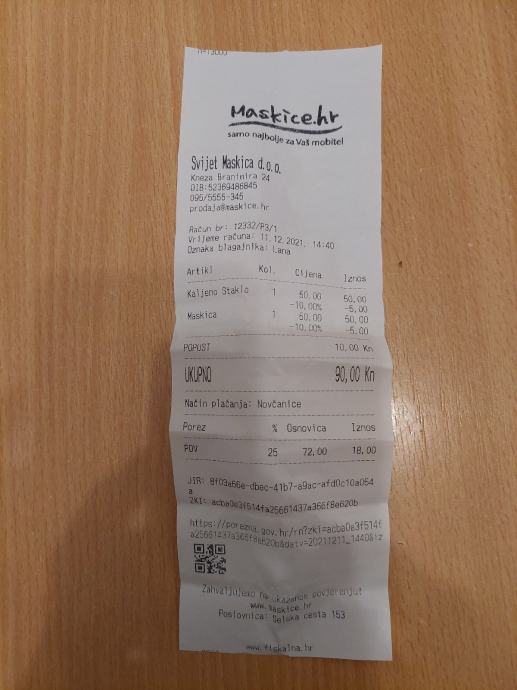 Maskice.hr
samo najbolje za Vaš mobitel
Svijet Maskica d.o.o.
Kneza Branimira 24
OIB:52369486845
095/5555-345
prodaja@maskice.hr
Račun br: 12332/P3/1
Vrijeme računa: 11.12.2021. 14:40
Oznaka blagajnika: Lana
Artikl Kol. Cijena Iznos
Kaljeno Staklo 1 50,00 50,00
-10,00% -5,00
Maskica 1 50,00 50,00
-10,00% -5,00
POPUST 10,00 Kn
UKUPNO 90,00 Kn
Način plaćanja: Novčanice
Porez % Osnovica Iznos
PDV 25 72,00 18,00
JIR: 8f03a66e-dbec-41b7-a9ac-afd0c10a054
a
ZKI: acba0e3f514fa25661437a366f8e620b
https://porezna.gov.hr/rn?zki=acba0e3f514f
a25661437a366f8e620b&datv=20211211_1440&iz
Zahvaljujemo na ukazanom povjerenju!
www.maskice.hr
Poslovnica: Selska cesta 153
www.fiskalna.hr